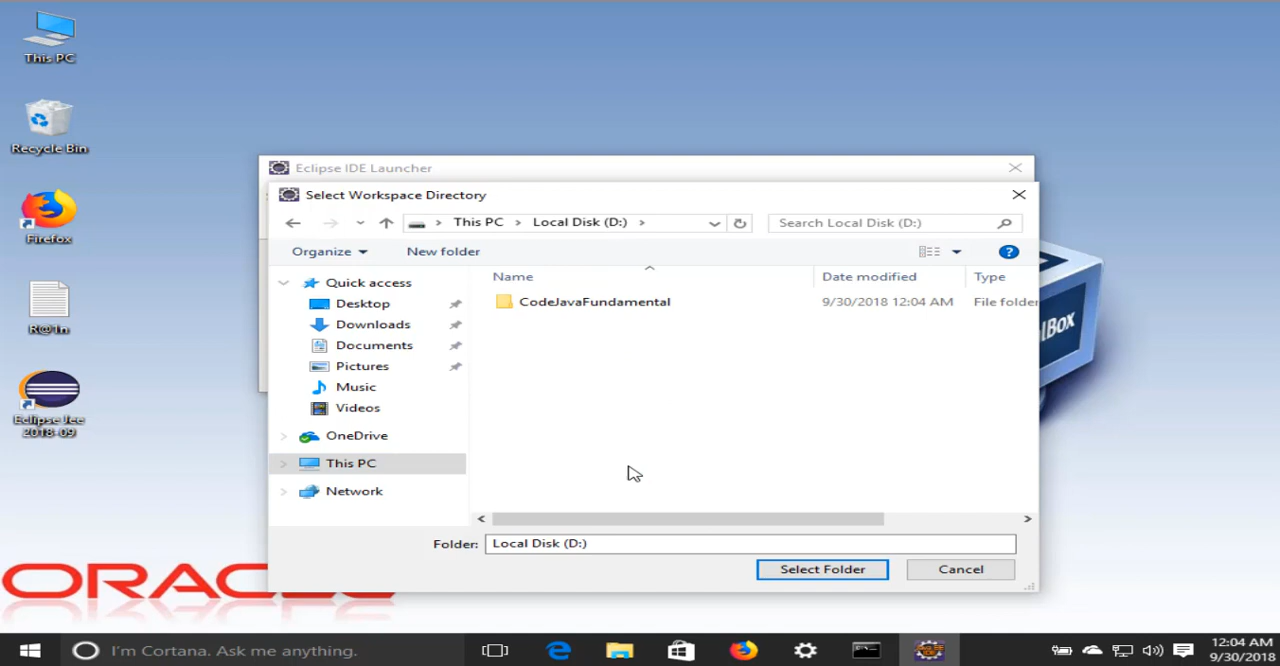 This PC
Recycle Bin
Firefox
Eclipse Jee
2018-09
Eclipse IDE Launcher
Select Workspace Directory
This PC > Local Disk (D:) >
Search Local Disk (D:)
Organize
New folder
Name
Date modified
Type
Quick access
Desktop
Downloads
Documents
Pictures
Music
Videos
OneDrive
This PC
Network
CodeJavaFundamental
9/30/2018 12:04 AM
File folder
Folder:
Local Disk (D:)
Select Folder
Cancel
I'm Cortana. Ask me anything.
12:04 AM
9/30/2018